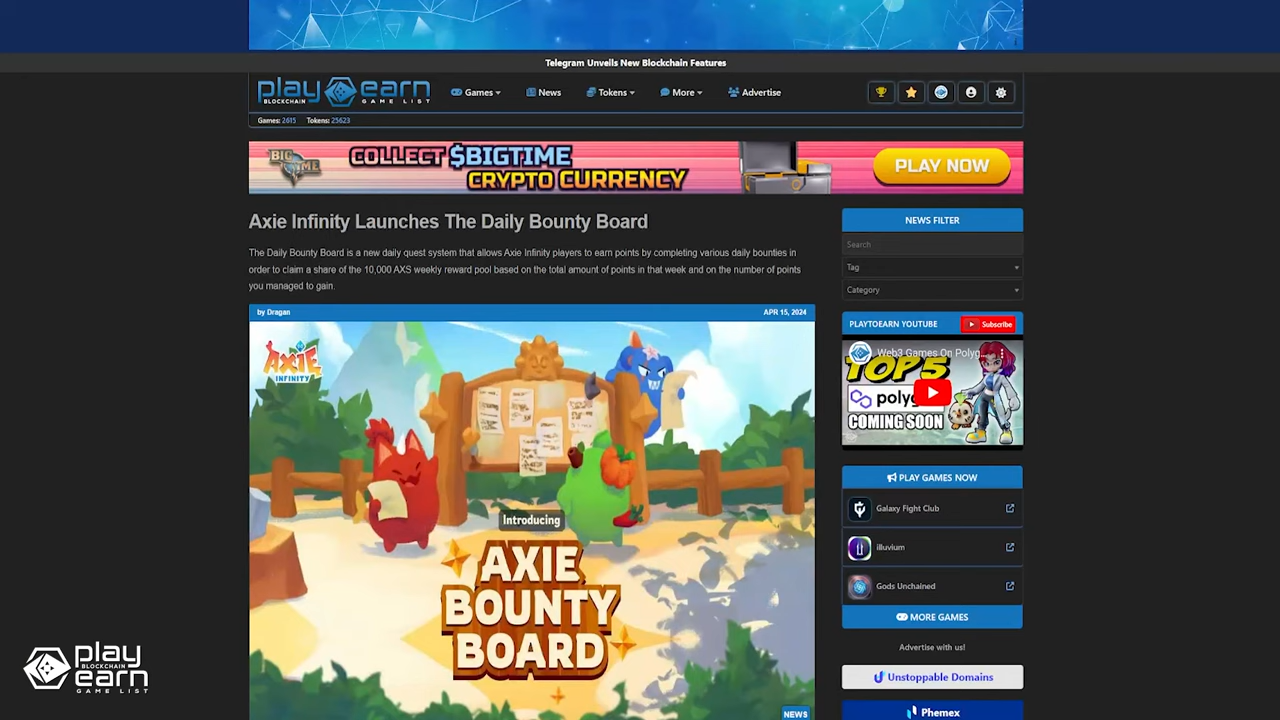 Telegram Unveils New Blockchain Features
play earn
BLOCKCHAIN GAME LIST
Games
News
Tokens
More
Advertise
Games: 2615 Tokens: 25623
BIG TIME
COLLECT $BIGTIME
CRYPTO CURRENCY
PLAY NOW
Axie Infinity Launches The Daily Bounty Board
The Daily Bounty Board is a new daily quest system that allows Axie Infinity players to earn points by completing various daily bounties in
order to claim a share of the 10,000 AXS weekly reward pool based on the total amount of points in that week and on the number of points
you managed to gain.
by Dragan APR 15, 2024
AXIE
INFINITY
Introducing
AXIE
BOUNTY
BOARD
NEWS
NEWS FILTER
Search
Tag
Category
PLAYTOEARN YOUTUBE
Subscribe
Web3 Games On Polyg...
TOP 5
polyg
COMING SOON
PLAY GAMES NOW
Galaxy Fight Club
illuvium
Gods Unchained
MORE GAMES
Advertise with us!
Unstoppable Domains
Phemex
play
BLOCKCHAIN
earn
GAME LIST